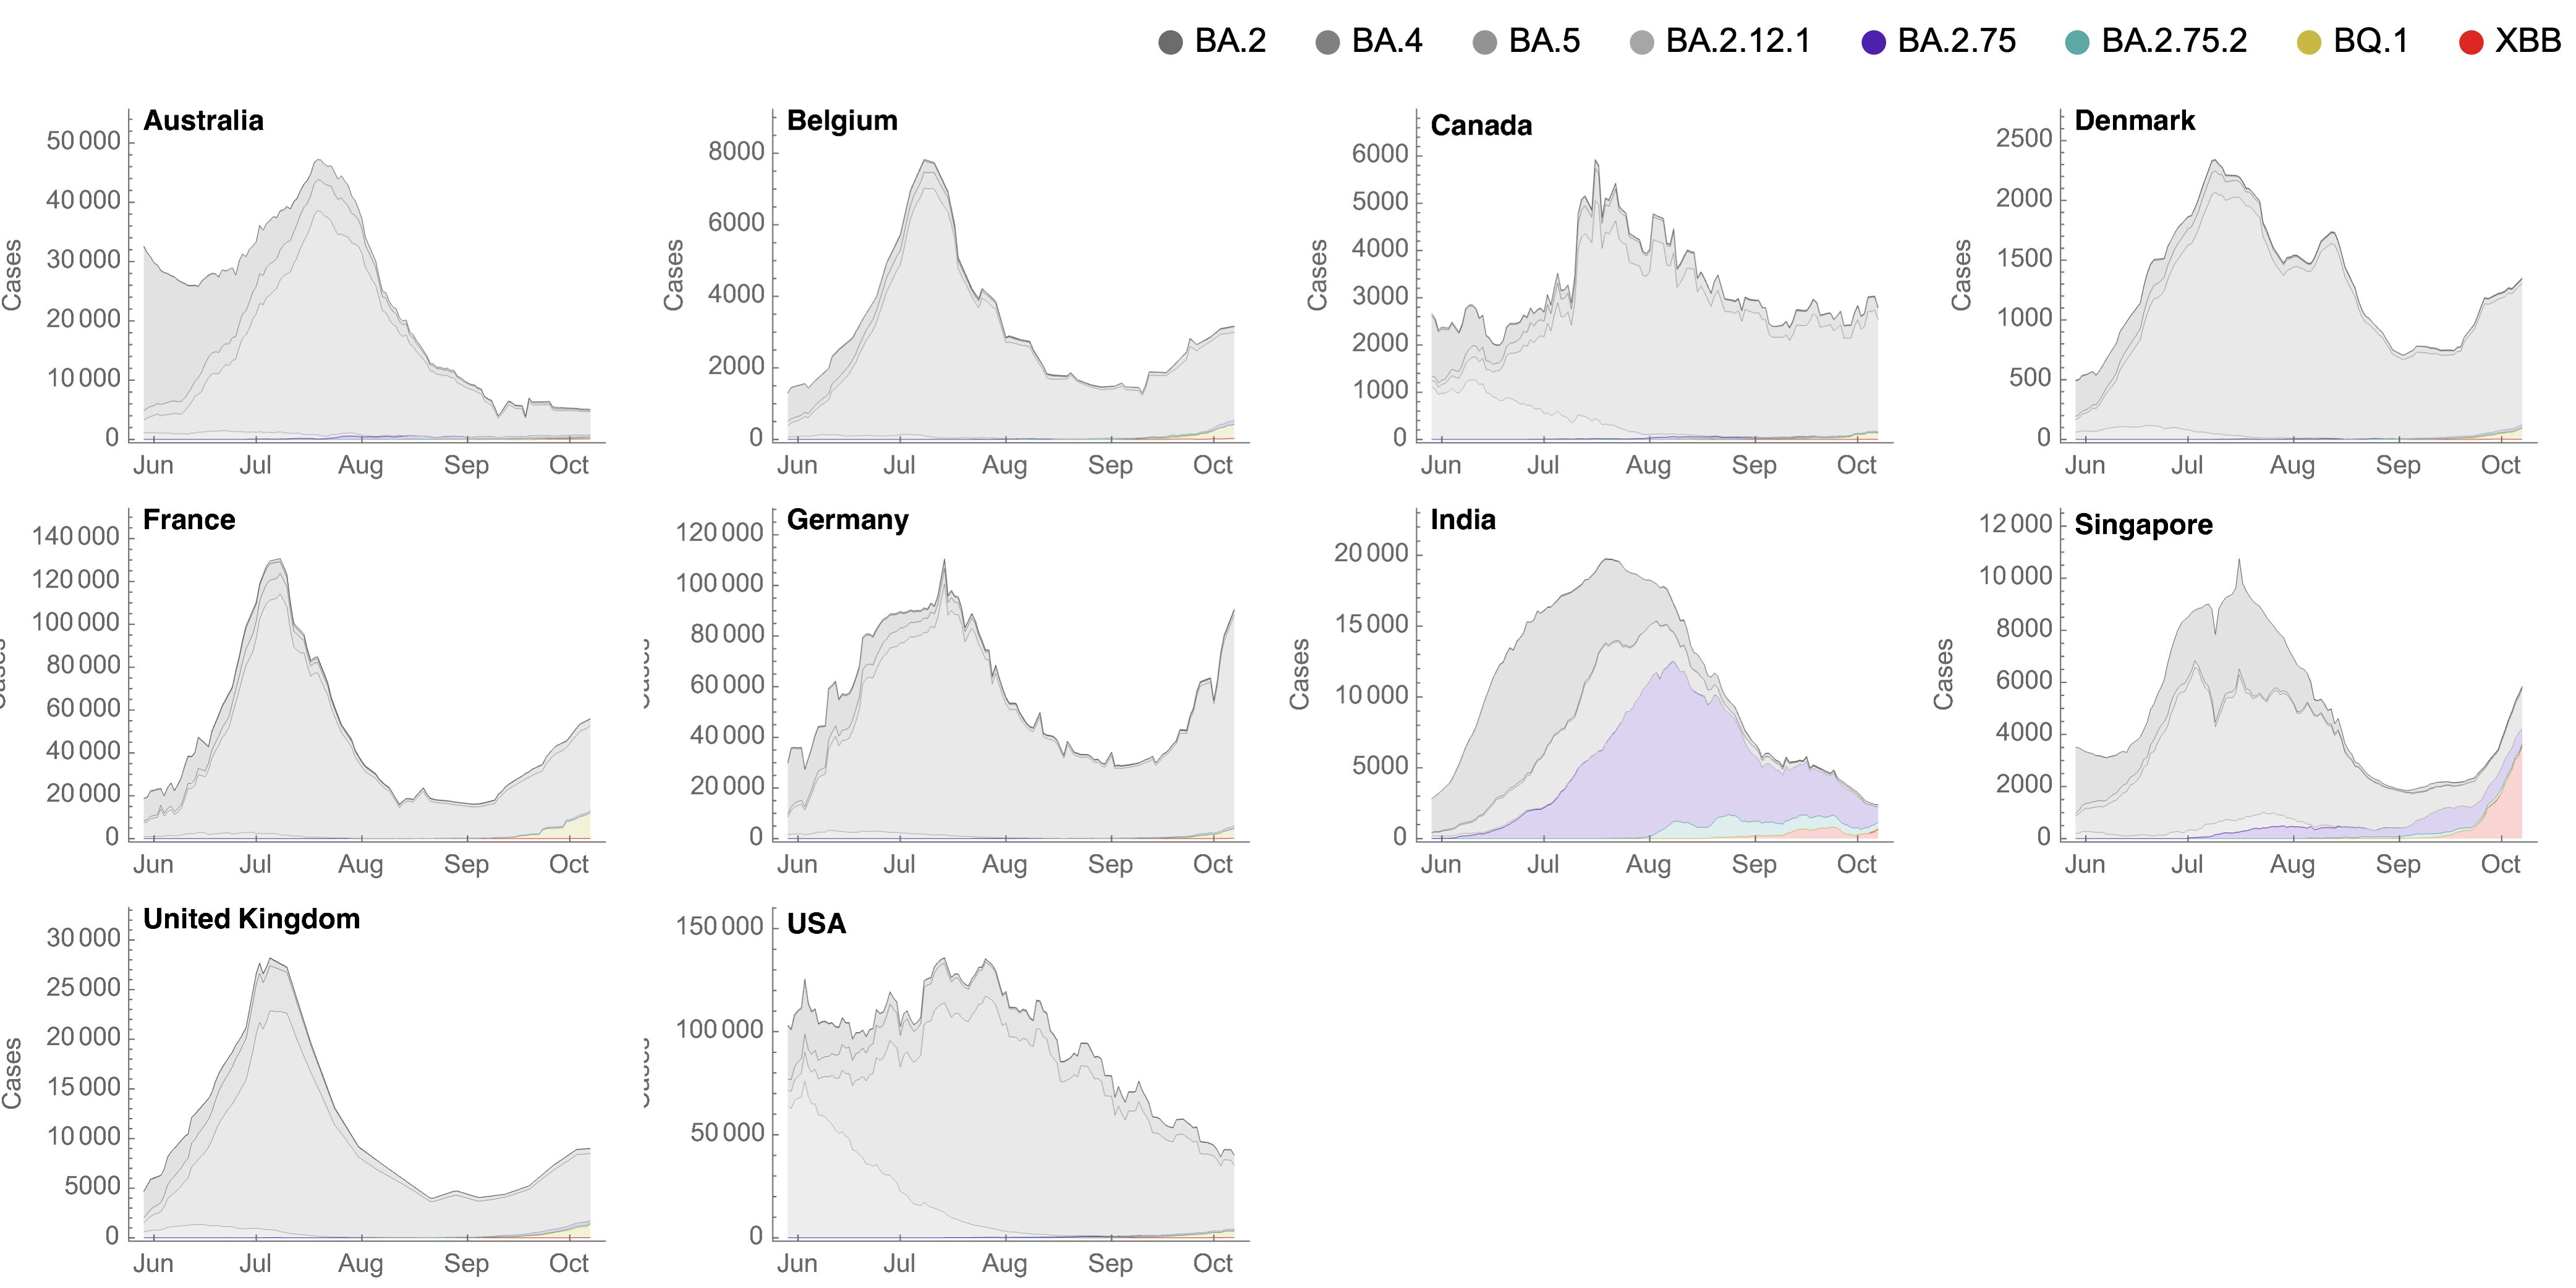 BA.2 BA.4 BA.5 BA.2.12.1 BA.2.75 BA.2.75.2 BQ.1 XBB
Australia
Cases
50 000
40 000
30 000
20 000
10 000
0
Jun Jul Aug Sep Oct
Belgium
Cases
8000
6000
4000
2000
0
Jun Jul Aug Sep Oct
Canada
Cases
6000
5000
4000
3000
2000
1000
0
Jun Jul Aug Sep Oct
Denmark
Cases
2500
2000
1500
1000
500
0
Jun Jul Aug Sep Oct
France
Cases
140 000
120 000
100 000
80 000
60 000
40 000
20 000
0
Jun Jul Aug Sep Oct
Germany
Cases
120 000
100 000
80 000
60 000
40 000
20 000
0
Jun Jul Aug Sep Oct
India
Cases
20 000
15 000
10 000
5000
0
Jun Jul Aug Sep Oct
Singapore
Cases
12 000
10 000
8000
6000
4000
2000
0
Jun Jul Aug Sep Oct
United Kingdom
Cases
30 000
25 000
20 000
15 000
10 000
5000
0
Jun Jul Aug Sep Oct
USA
Cases
150 000
100 000
50 000
0
Jun Jul Aug Sep Oct